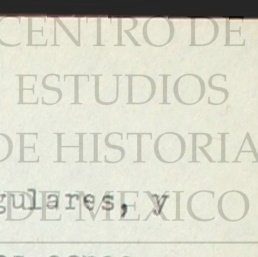 CENTRO DE
ESTUDIOS
DE HISTORIA
DE MEXICO
gulares, y